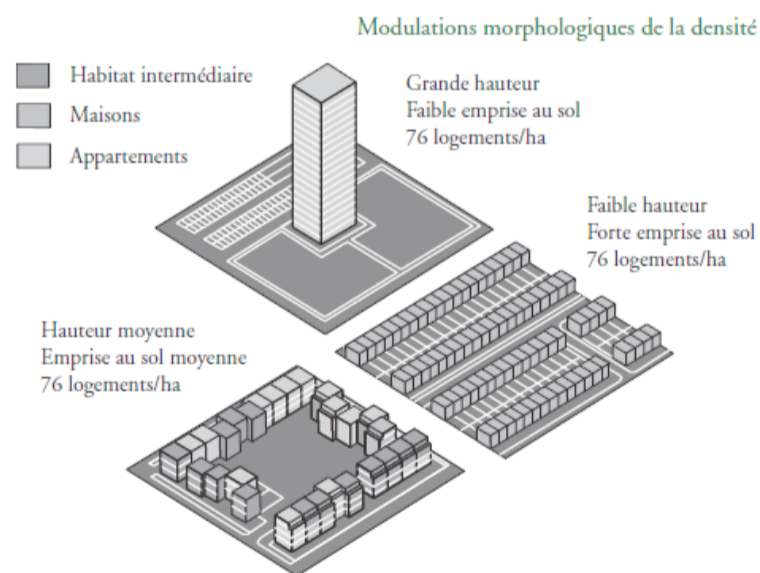 Modulations morphologiques de la densité
Habitat intermédiaire
Maisons
Appartements
Grande hauteur
Faible emprise au sol
76 logements/ha
Faible hauteur
Forte emprise au sol
76 logements/ha
Hauteur moyenne
Emprise au sol moyenne
76 logements/ha